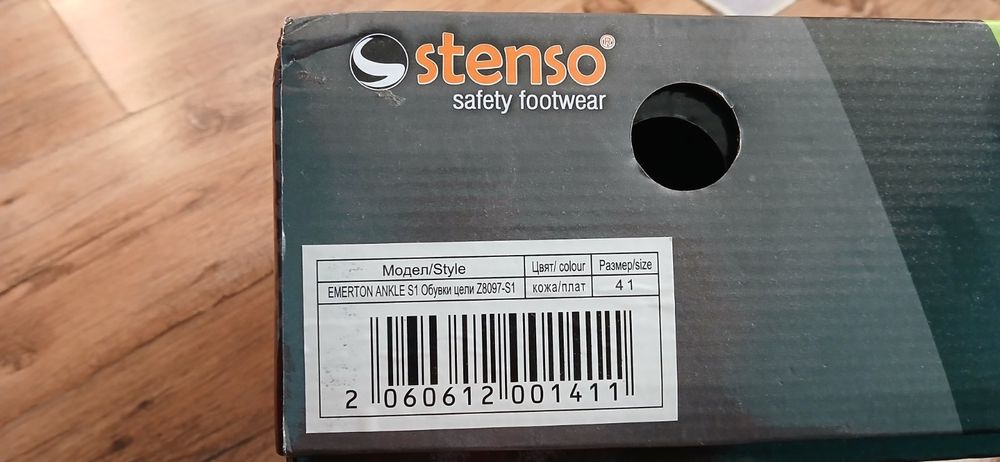 stenso®
safety footwear
Модел/Style Цвят/ colour Размер/size
EMERTON ANKLE S1 Обувки цели Z8097-S1 кожа/плат 41
2 060612 001411